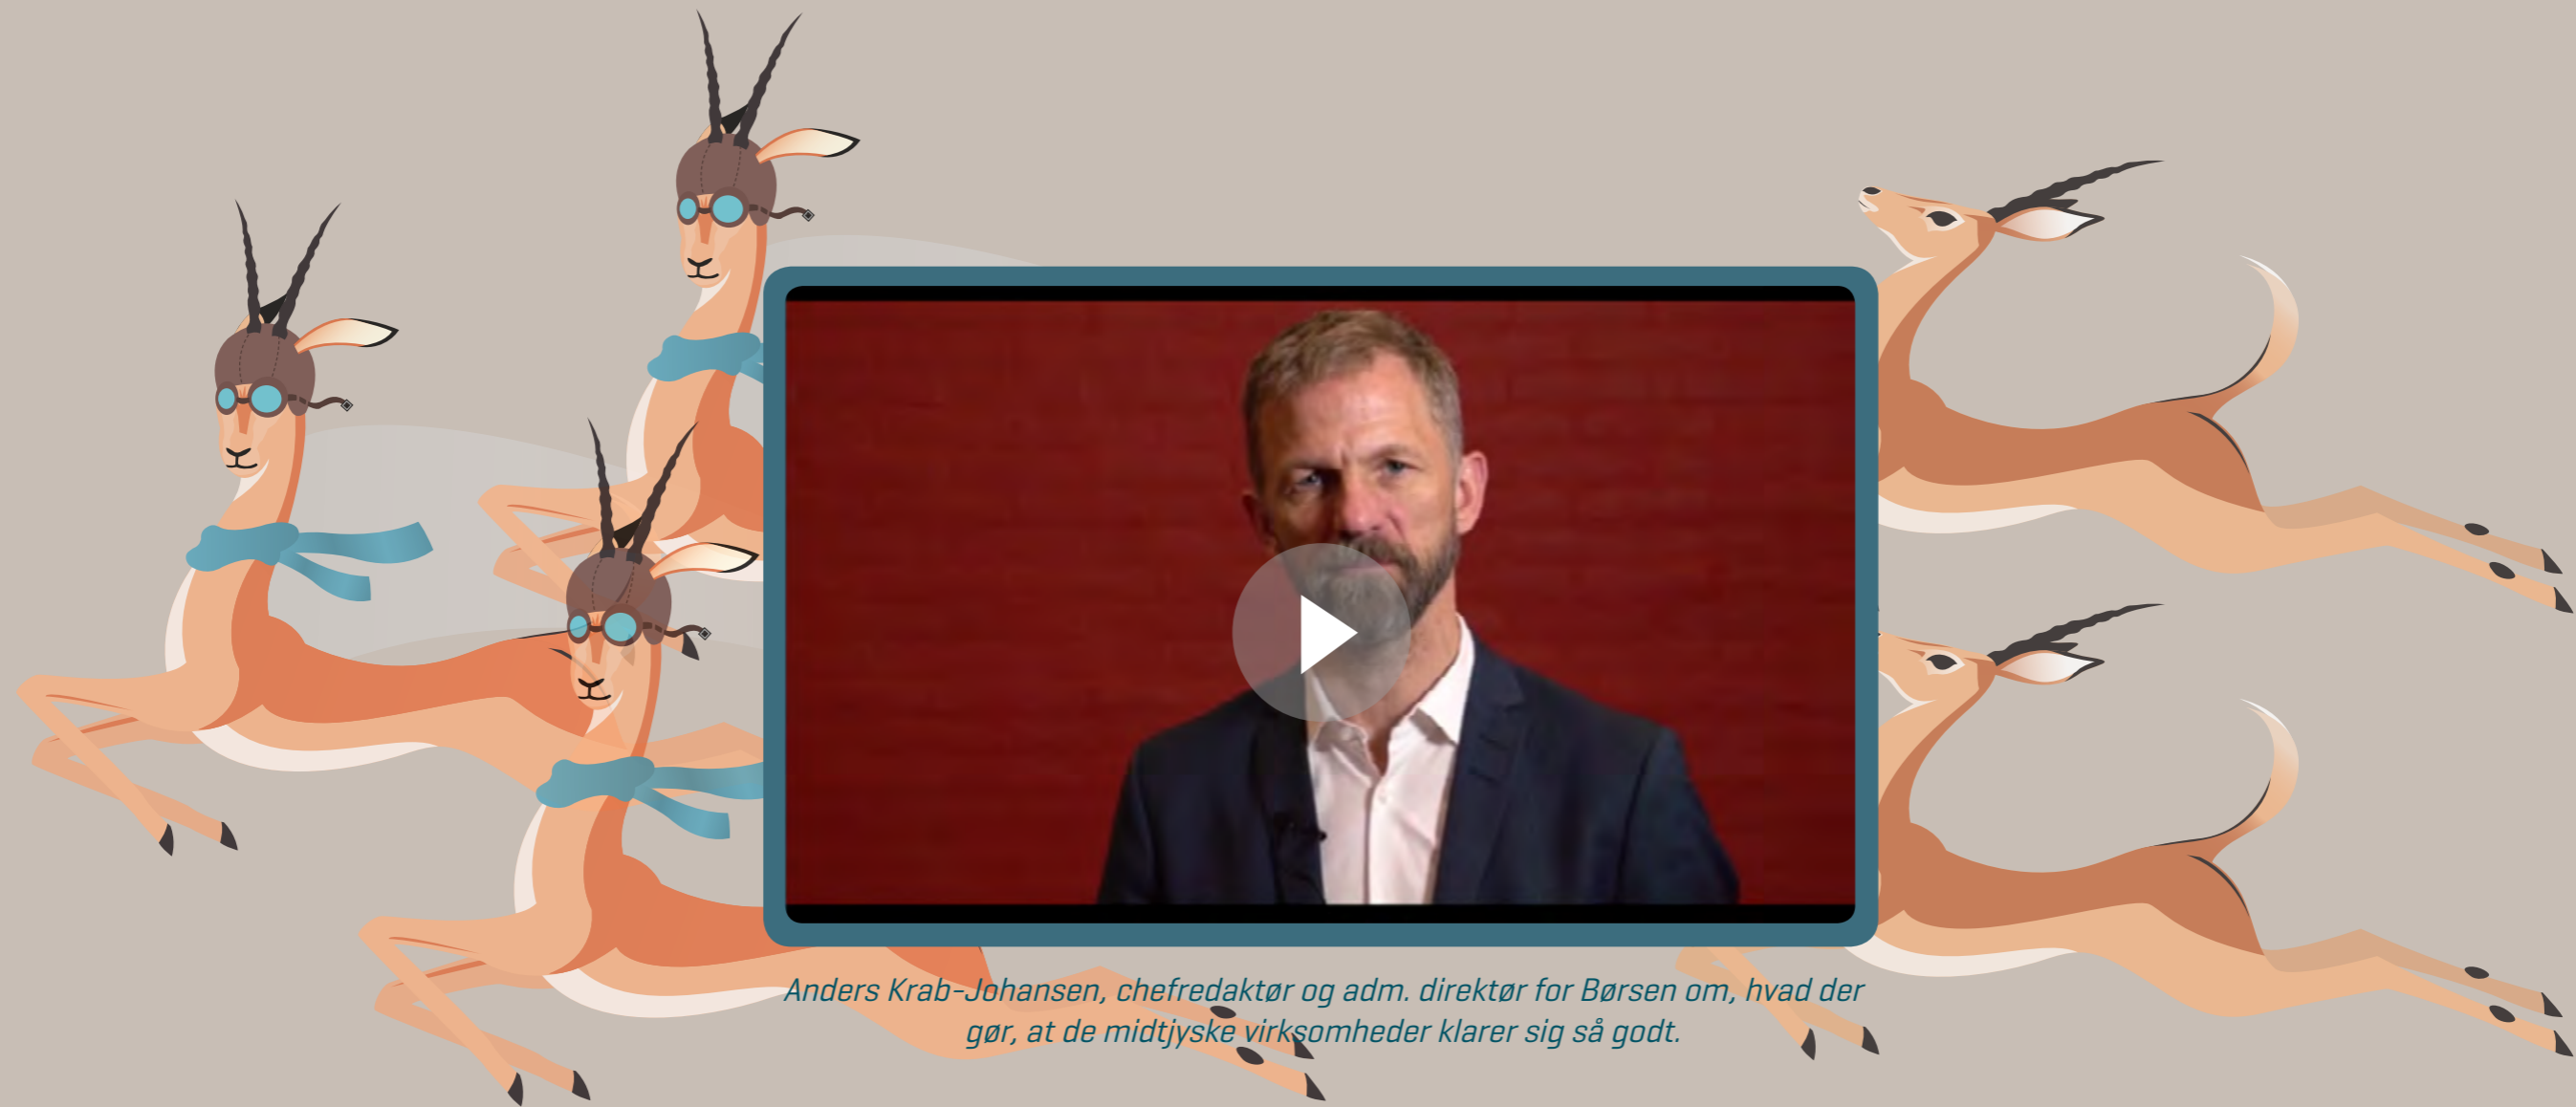 Anders Krab-Johansen, chefredaktør og adm. direktør for Børsen om, hvad der
gør, at de midtjyske virksomheder klarer sig så godt.